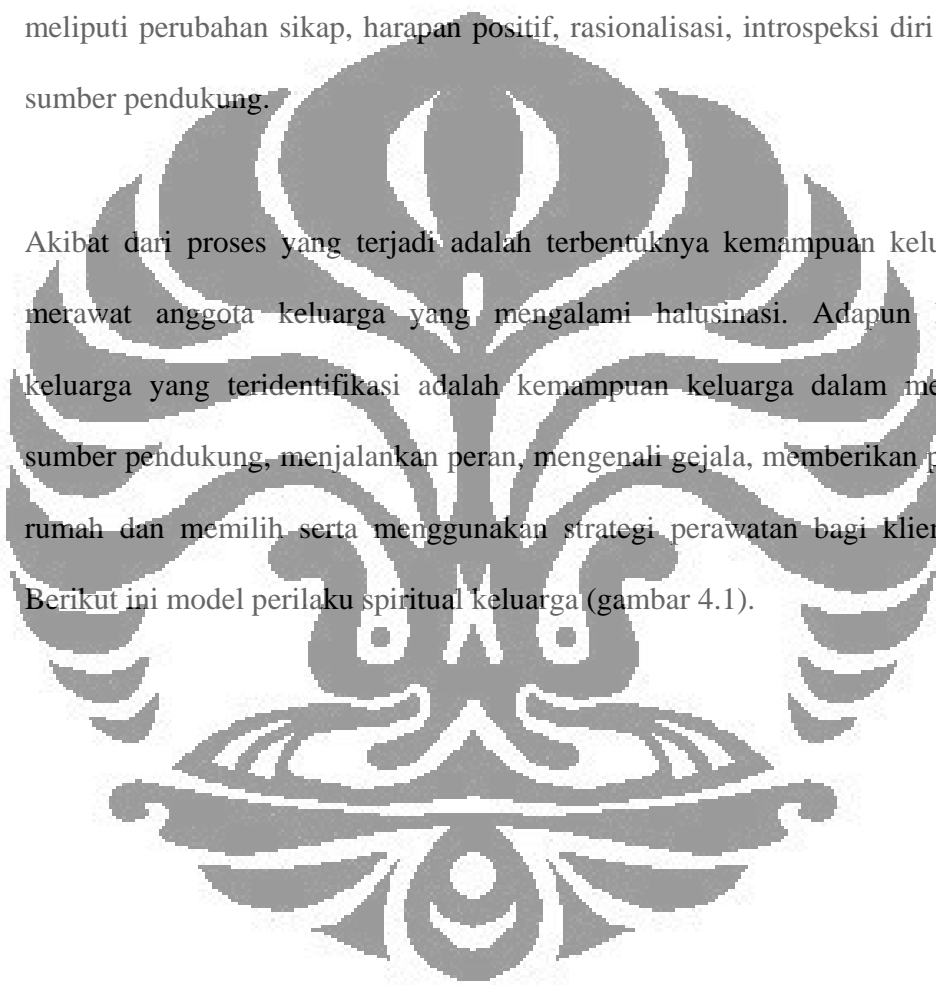 meliputi perubahan sikap, harapan positif, rasionalisasi, introspeksi diri
sumber pendukung.
Akibat dari proses yang terjadi adalah terbentuknya kemampuan
merawat anggota keluarga yang mengalami halusinasi. Adapun
keluarga yang teridentifikasi adalah kemampuan keluarga dalam
sumber pendukung, menjalankan peran, mengenali gejala, memberikan
rumah dan memilih serta menggunakan strategi perawatan bagi klien
Berikut ini model perilaku spiritual keluarga (gambar 4.1).